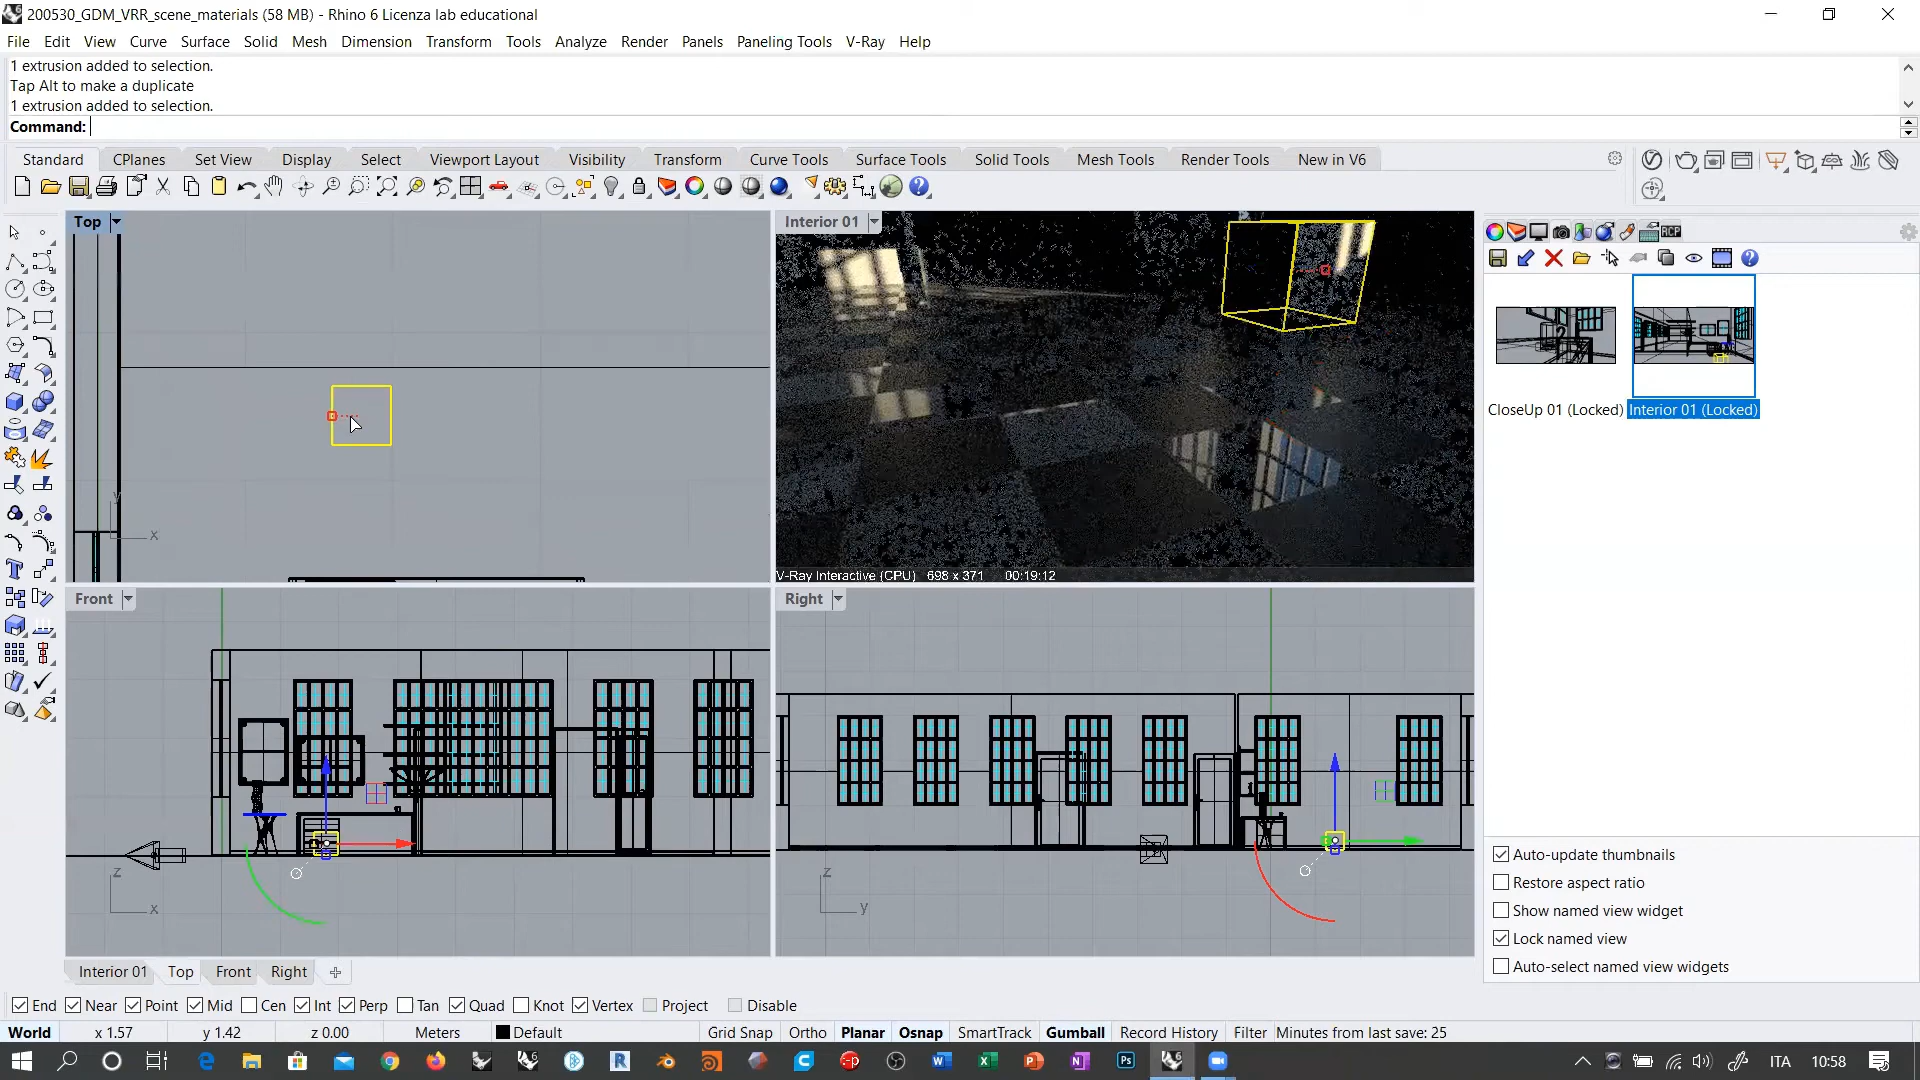 200530_GDM_VRR_scene_materials (58 MB) - Rhino 6 Licenza lab educational
File Edit View Curve Surface Solid Mesh Dimension Transform Tools Analyze Render Panels Paneling Tools V-Ray Help
1 extrusion added to selection.
Tap Alt to make a duplicate
1 extrusion added to selection.
Command:
Standard CPlanes Set View Display Select Viewport Layout Visibility Transform Curve Tools Surface Tools Solid Tools Mesh Tools Render Tools New in V6
Top
Interior 01
RCP
y
x
V-Ray Interactive (CPU) 698 x 371 00:19:12
CloseUp 01 (Locked)
Interior 01 (Locked)
Front
Right
z
x
z
y
Auto-update thumbnails
Restore aspect ratio
Show named view widget
Lock named view
Auto-select named view widgets
Interior 01 Top Front Right
End Near Point Mid Cen Int Perp Tan Quad Knot Vertex Project Disable
World x 1.57 y 1.42 z 0.00 Meters Default Grid Snap Ortho Planar Osnap SmartTrack Gumball Record History Filter Minutes from last save: 25
ITA 10:58